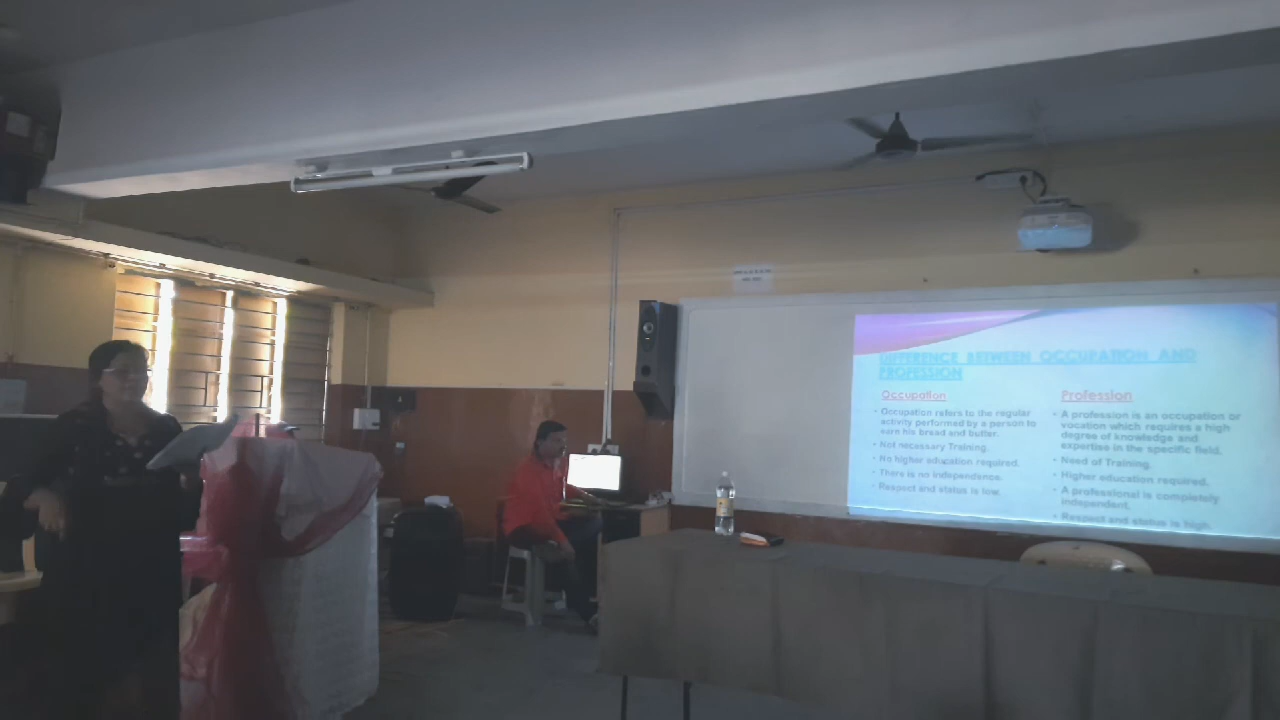 DIFFERENCE BETWEEN OCCUPATION AND
PROFESSION
Occupation
• Occupation refers to the regular
activity performed by a person to
earn his bread and butter.
• Not necessary Training.
• No higher education required.
• There is no independence.
• Respect and status is low.
Profession
• A profession is an occupation or
vocation which requires a high
degree of knowledge and
expertise in the specific field.
• Need of Training.
• Higher education required.
• A professional is completely
independent.
• Respect and status is high.